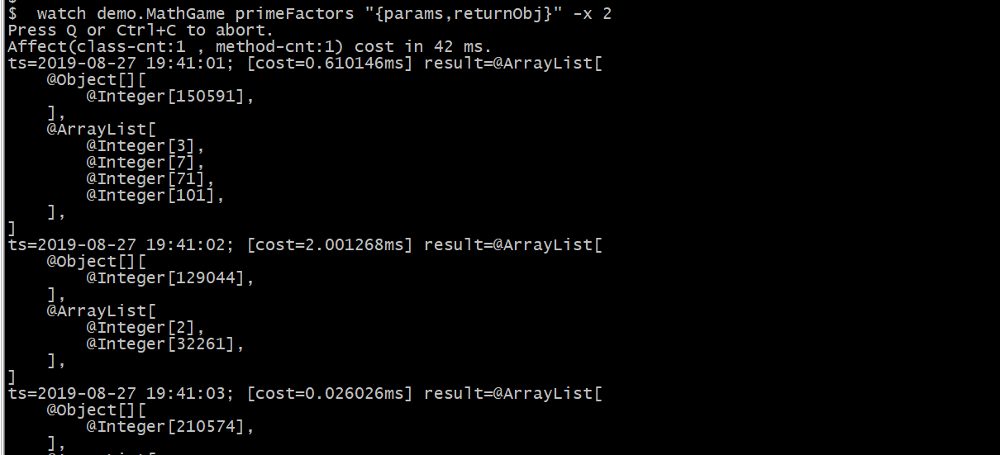 $ watch demo.MathGame primeFactors "{params,returnObj}" -x 2
Press Q or Ctrl+C to abort.
Affect(class-cnt:1 , method-cnt:1) cost in 42 ms.
ts=2019-08-27 19:41:01; [cost=0.610146ms] result=@ArrayList[
    @Object[][
        @Integer[150591],
    ],
    @ArrayList[
        @Integer[3],
        @Integer[7],
        @Integer[71],
        @Integer[101],
    ],
]
ts=2019-08-27 19:41:02; [cost=2.001268ms] result=@ArrayList[
    @Object[][
        @Integer[129044],
    ],
    @ArrayList[
        @Integer[2],
        @Integer[32261],
    ],
]
ts=2019-08-27 19:41:03; [cost=0.026026ms] result=@ArrayList[
    @Object[][
        @Integer[210574],
    ],